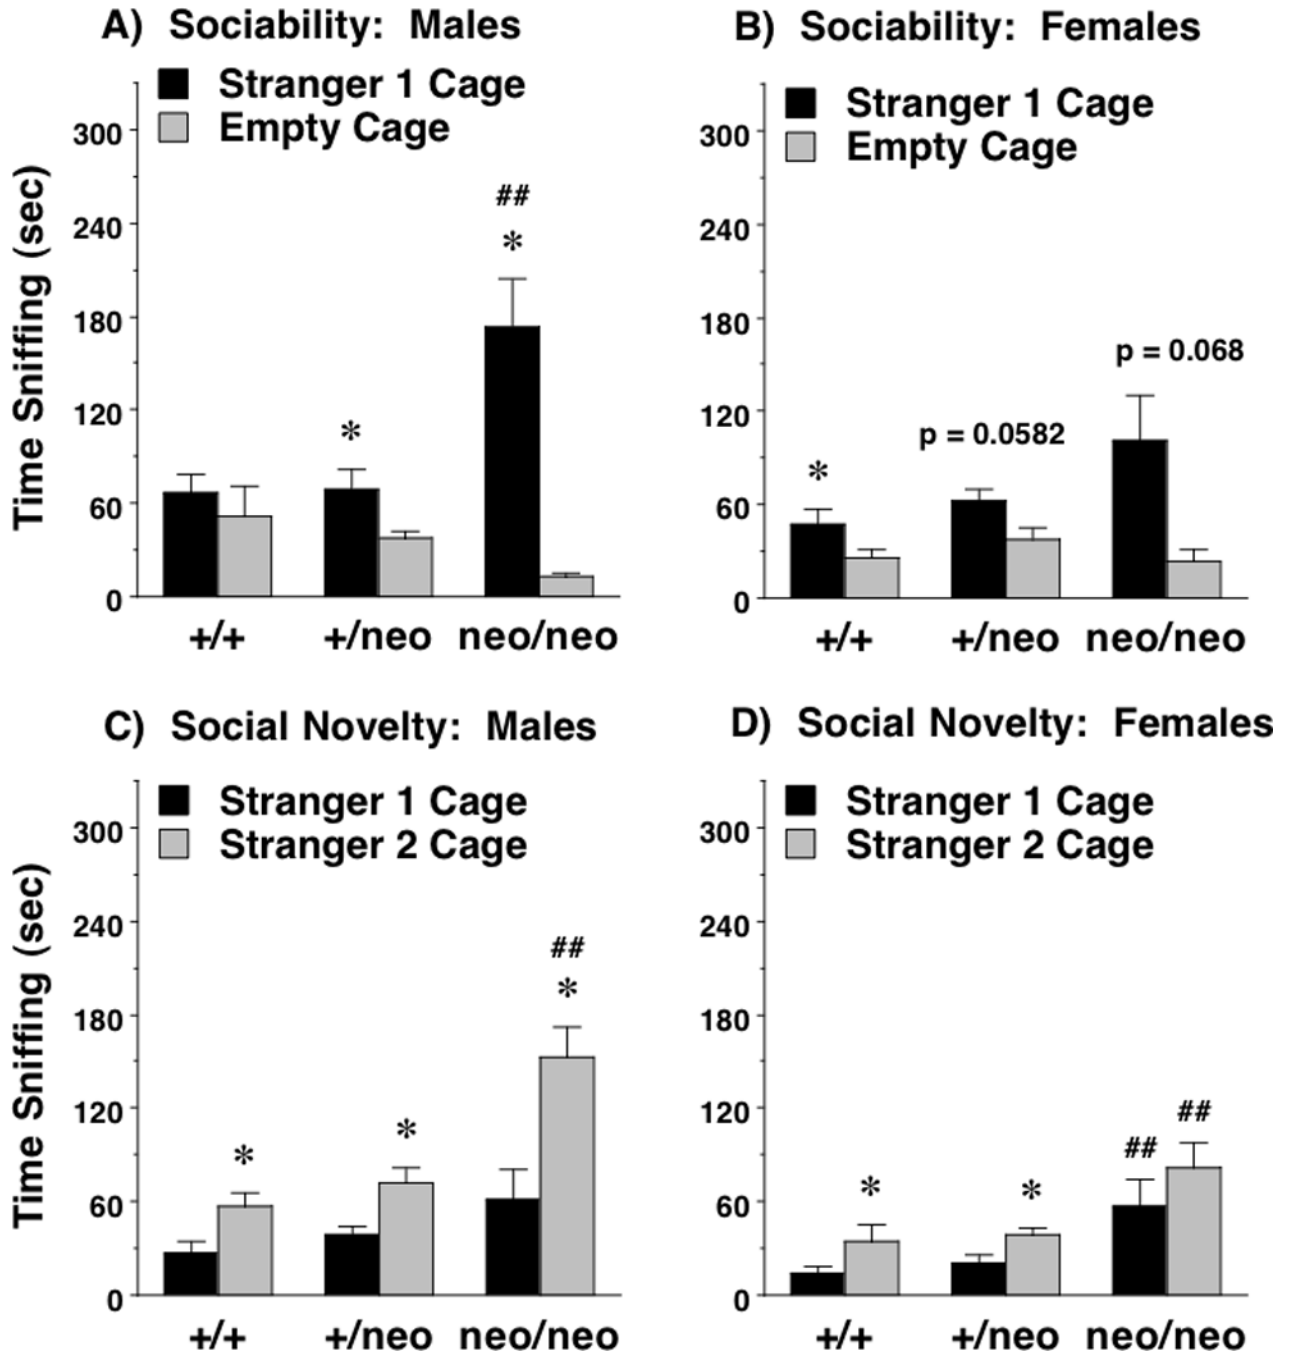 A) Sociability: Males
Stranger 1 Cage
Empty Cage
Time Sniffing (sec)
300
240
180
120
60
0
##
*
*
+/+ +/neo neo/neo
B) Sociability: Females
Stranger 1 Cage
Empty Cage
300
240
180
120
60
0
p = 0.068
p = 0.0582
*
+/+ +/neo neo/neo
C) Social Novelty: Males
Stranger 1 Cage
Stranger 2 Cage
Time Sniffing (sec)
300
240
180
120
60
0
##
*
*
*
+/+ +/neo neo/neo
D) Social Novelty: Females
Stranger 1 Cage
Stranger 2 Cage
300
240
180
120
60
0
##
##
* *
+/+ +/neo neo/neo